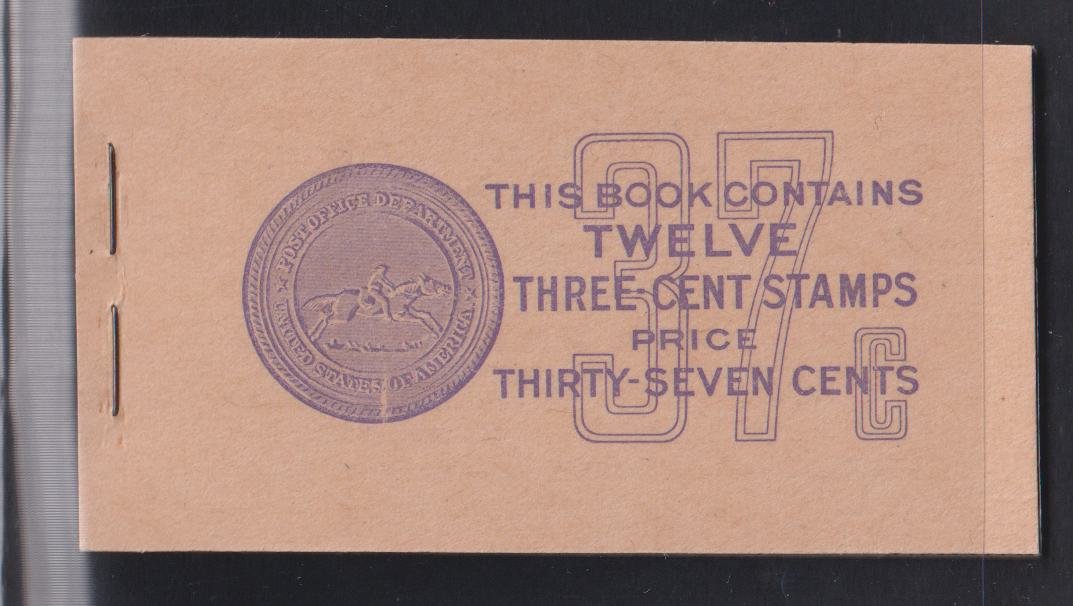 POST OFFICE DEPARTMENT
UNITED STATES OF AMERICA
37c
THIS BOOK CONTAINS
TWELVE
THREE-CENT STAMPS
PRICE
THIRTY-SEVEN CENTS